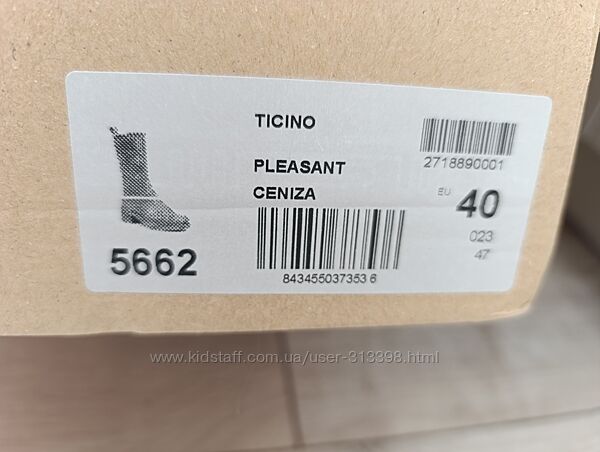 TICINO
PLEASANT
CENIZA
2718890001
EU 40
023
47
5662
843455037353 6
www.kidstaff.com.ua/user-313398.html